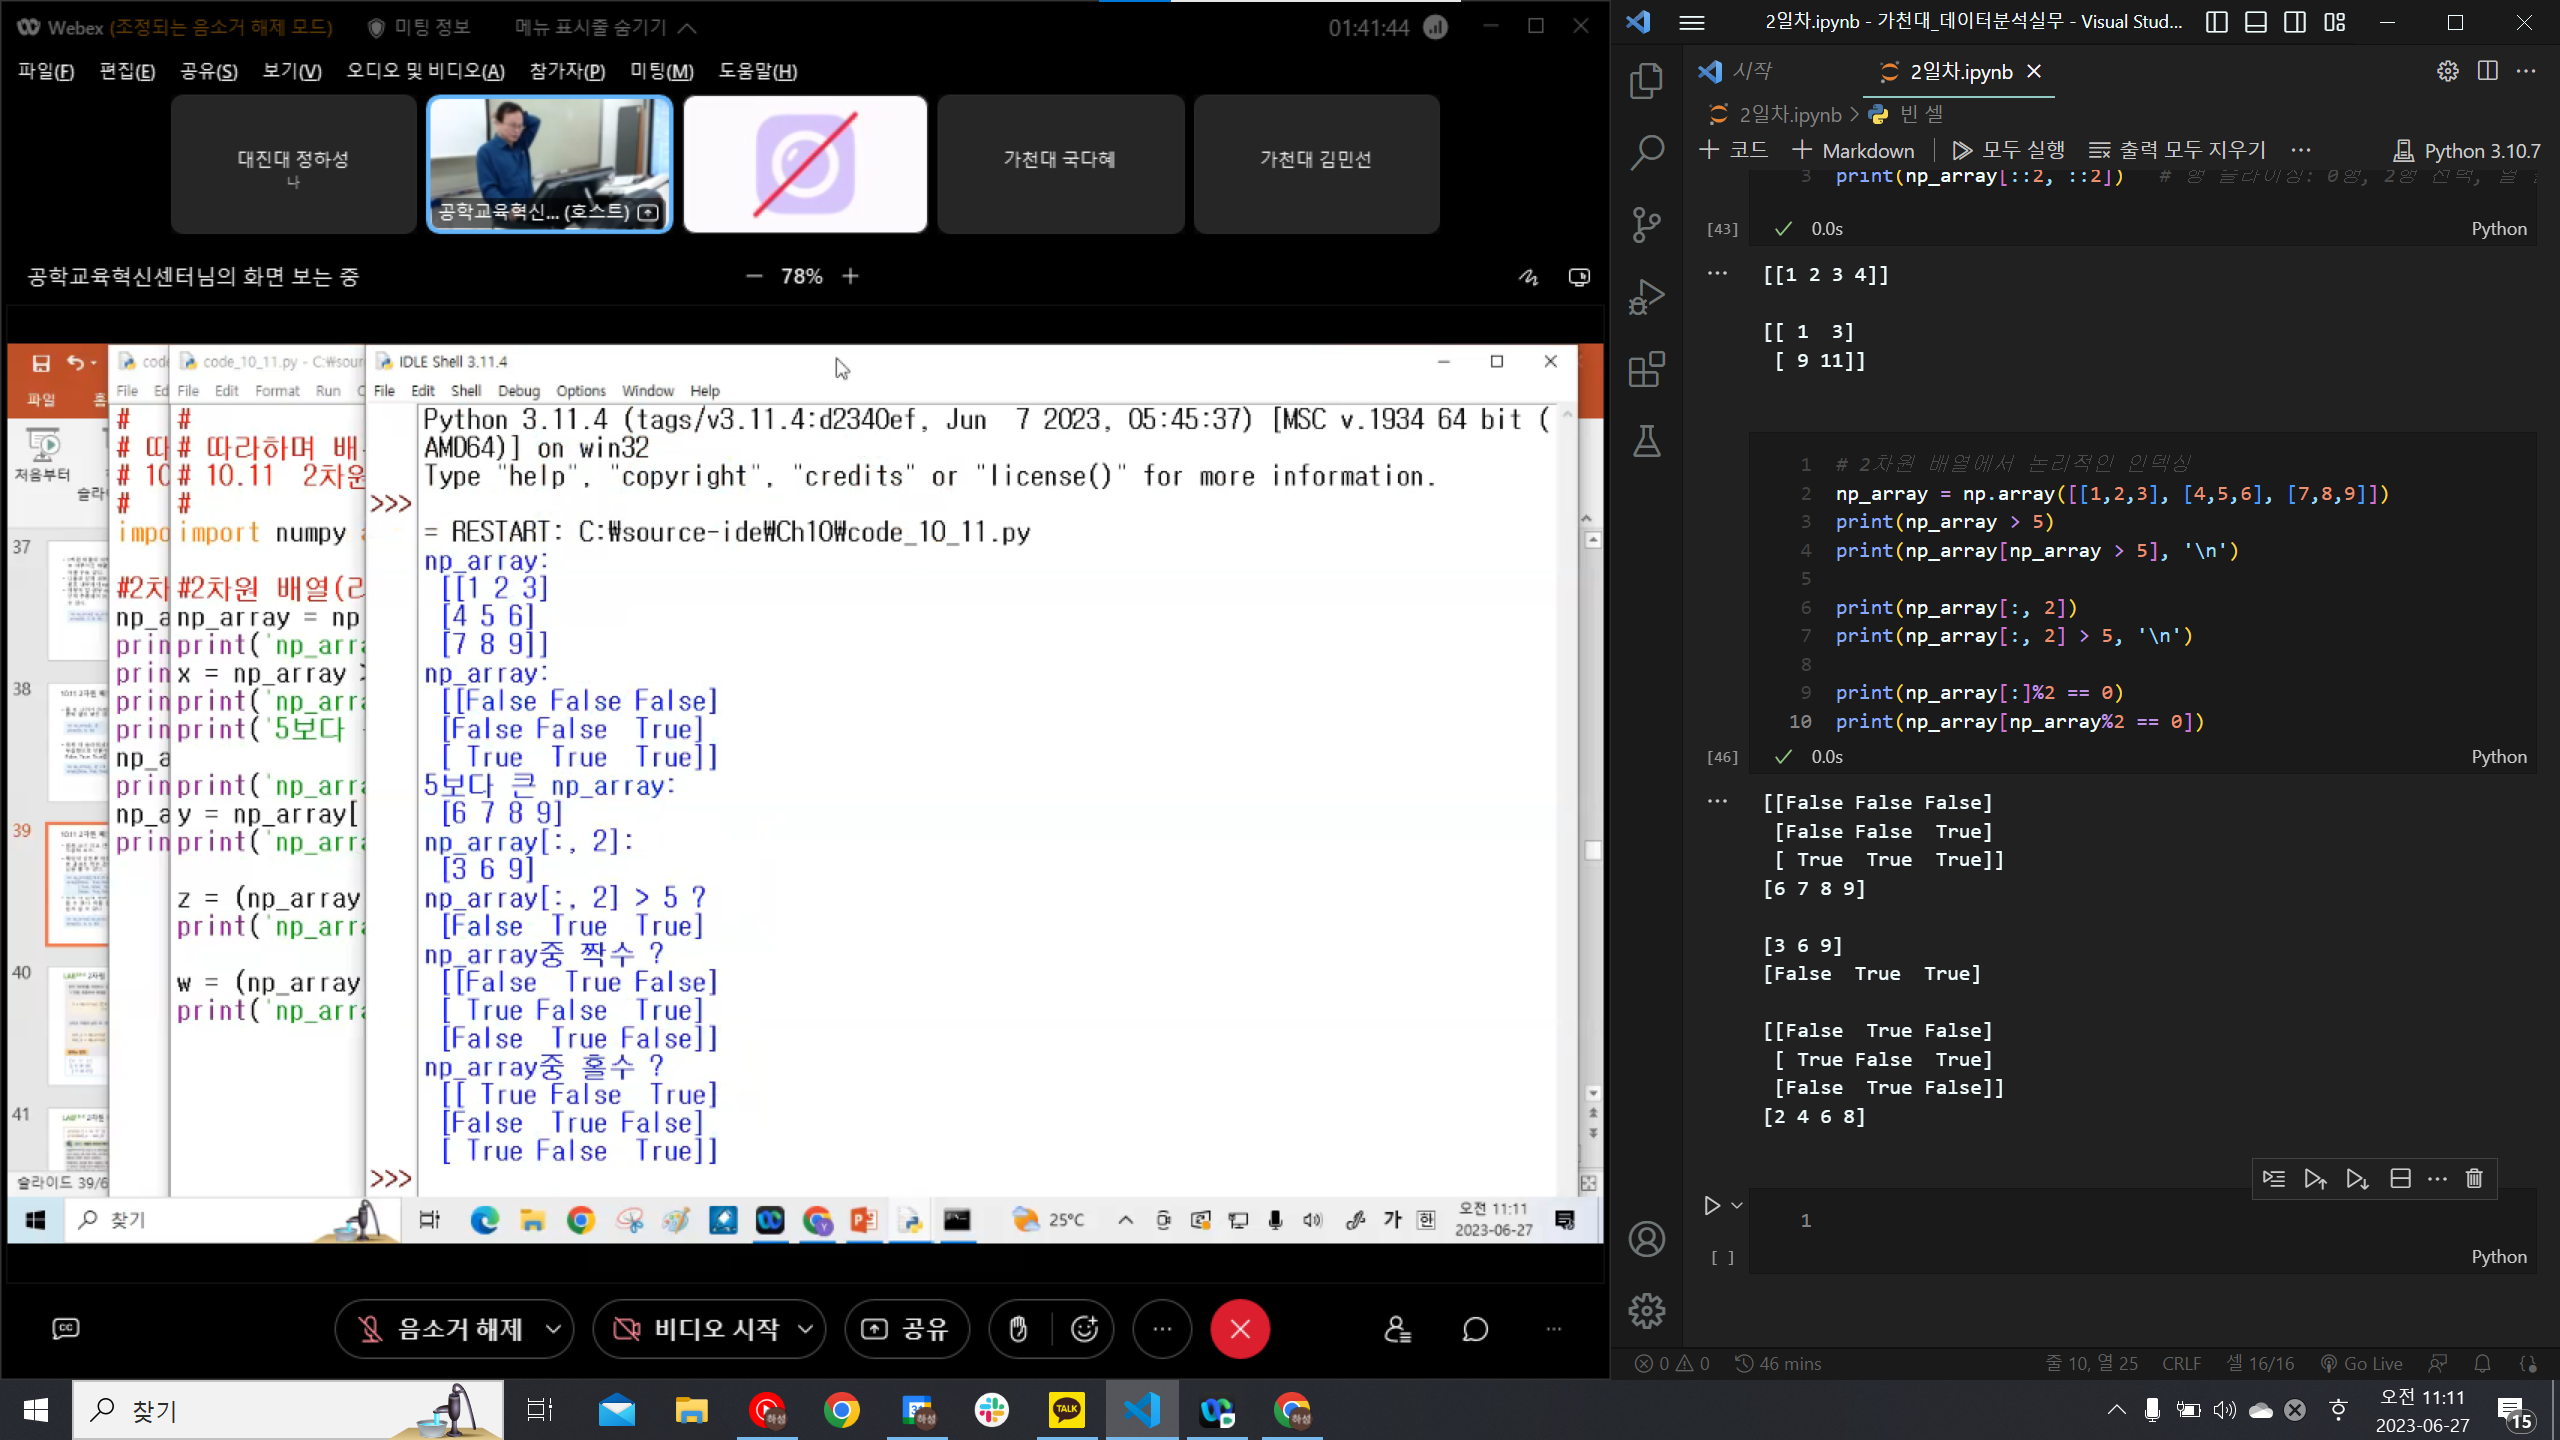 Webex (조정되는 음소거 해제 모드) 미팅 정보 메뉴 표시줄 숨기기 01:41:44
파일(F) 편집(E) 공유(S) 보기(V) 오디오 및 비디오(A) 참가자(P) 미팅(M) 도움말(H)
대진대 정하성
나
공학교육혁신... (호스트)
가천대 국다혜
가천대 김민선
공학교육혁신센터님의 화면 보는 중
78%
파일
처음부터
슬라이드 39/6
37
38
39
40
41
code_10_11.py - C:₩sour
File Edit Format Run
#
# 따라하며 배
# 10.11 2차원
#
import numpy
#2차원 배열(리
np_array = np
print('np_arra
x = np_array >
print('np_arra
print('5보다
print('np_arra
y = np_array[
print('np_arra
z = (np_array
print('np_arra
w = (np_array
print('np_arra
IDLE Shell 3.11.4
File Edit Shell Debug Options Window Help
Python 3.11.4 (tags/v3.11.4:d2340ef, Jun 7 2023, 05:45:37) [MSC v.1934 64 bit (
AMD64)] on win32
Type "help", "copyright", "credits" or "license()" for more information.
>>>
= RESTART: C:₩source-ide₩Ch10₩code_10_11.py
np_array:
[[1 2 3]
[4 5 6]
[7 8 9]]
np_array:
[[False False False]
[False False  True]
[ True  True  True]]
5보다 큰 np_array:
[6 7 8 9]
np_array[:, 2]:
[3 6 9]
np_array[:, 2] > 5 ?
[False  True  True]
np_array중 짝수 ?
[[False  True False]
[ True False  True]
[False  True False]]
np_array중 홀수 ?
[[ True False  True]
[False  True False]
[ True False  True]]
>>>
찾기
25°C
가
오전 11:11
2023-06-27
음소거 해제
비디오 시작
공유
2일차.ipynb - 가천대_데이터분석실무 - Visual Stud...
시작
2일차.ipynb
2일차.ipynb > 빈 셀
+ 코드 + Markdown 모두 실행 출력 모두 지우기 ... Python 3.10.7
3 print(np_array[::2, ::2])
[43] 0.0s Python
[[1 2 3 4]]
[[ 1  3]
[ 9 11]]
1 # 2차원 배열에서 논리적인 인덱싱
2 np_array = np.array([[1,2,3], [4,5,6], [7,8,9]])
3 print(np_array > 5)
4 print(np_array[np_array > 5], '\n')
5
6 print(np_array[:, 2])
7 print(np_array[:, 2] > 5, '\n')
8
9 print(np_array[:]%2 == 0)
10 print(np_array[np_array%2 == 0])
[46] 0.0s Python
[[False False False]
[False False  True]
[ True  True  True]]
[6 7 8 9]
[3 6 9]
[False  True  True]
[[False  True False]
[ True False  True]
[False  True False]]
[2 4 6 8]
1
[ ] Python
0 0 46 mins 줄 10, 열 25 CRLF 셀 16/16 Go Live
찾기
TALK
오전 11:11
2023-06-27
15